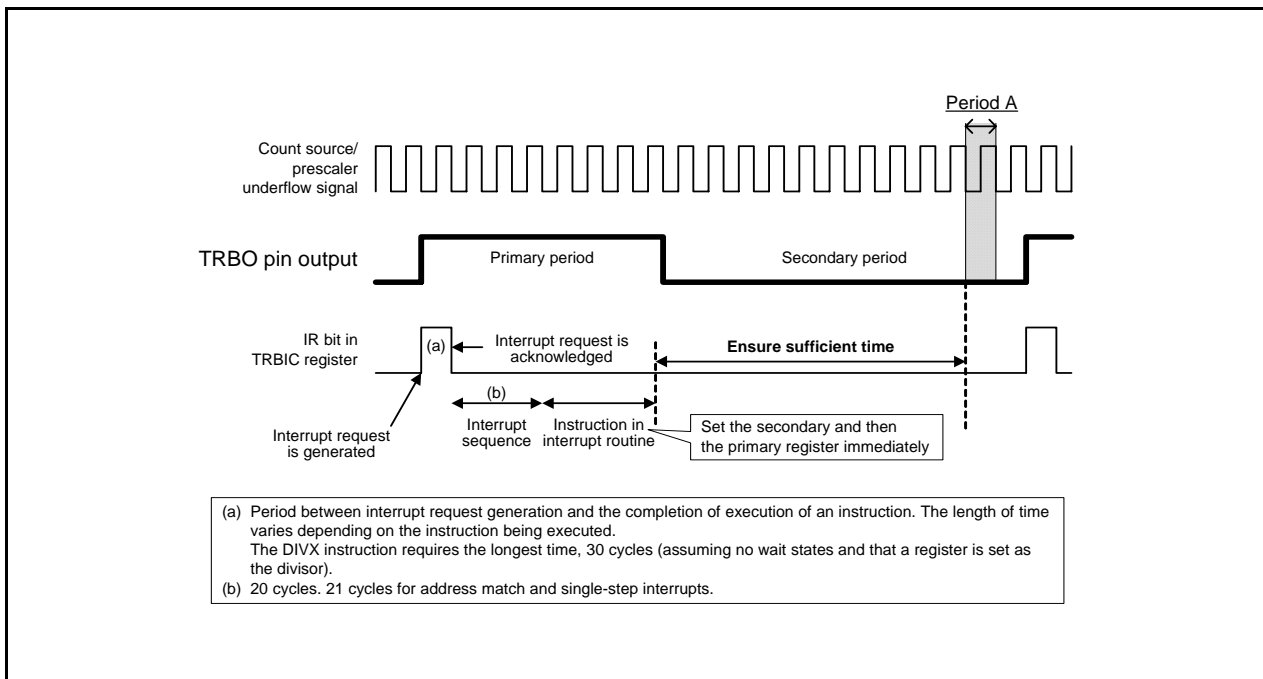 Period A
Count source/
prescaler
underflow signal
TRBO pin output
Primary period
Secondary period
IR bit in
TRBIC register
(a)
Interrupt request is
acknowledged
Ensure sufficient time
(b)
Interrupt
sequence
Instruction in
interrupt routine
Set the secondary and then
the primary register immediately
Interrupt request
is generated
(a) Period between interrupt request generation and the completion of execution of an instruction. The length of time
varies depending on the instruction being executed.
The DIVX instruction requires the longest time, 30 cycles (assuming no wait states and that a register is set as
the divisor).
(b) 20 cycles. 21 cycles for address match and single-step interrupts.